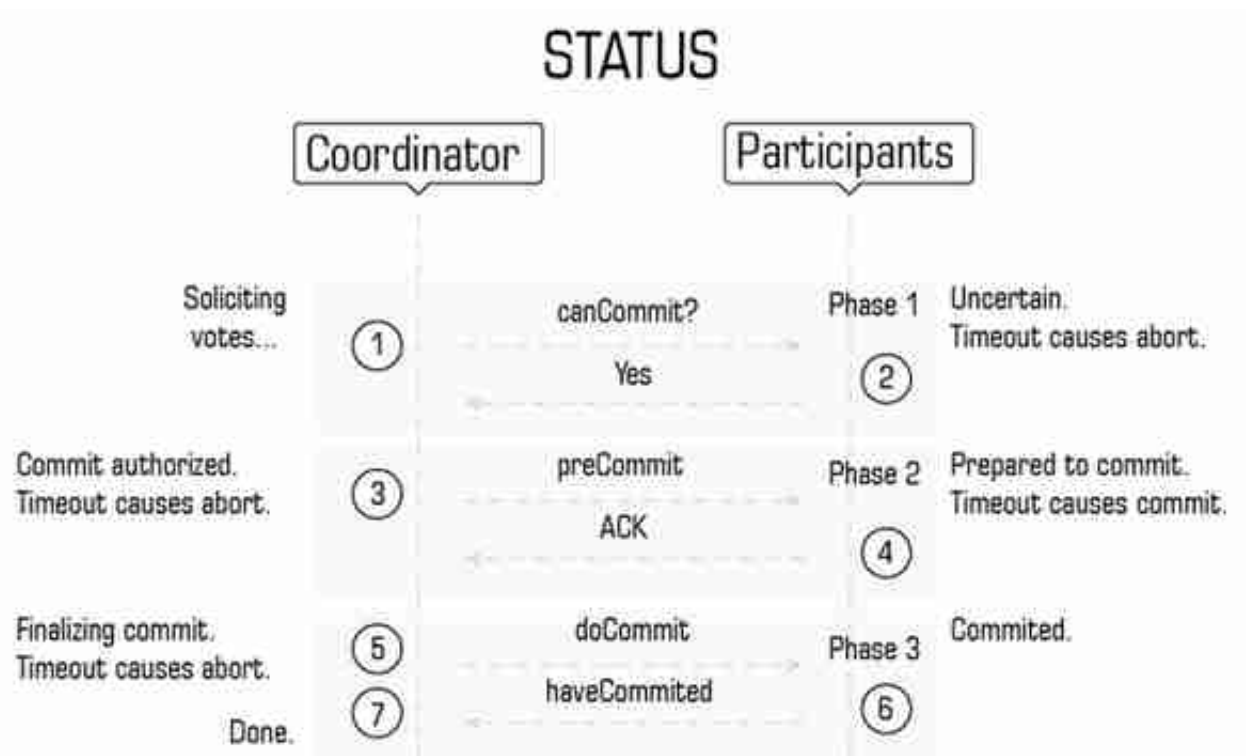 STATUS
Coordinator
Participants
Soliciting
votes...
1
canCommit?
Yes
Phase 1
2
Uncertain.
Timeout causes abort.
Commit authorized.
Timeout causes abort.
3
preCommit
ACK
Phase 2
4
Prepared to commit.
Timeout causes commit.
Finalizing commit.
Timeout causes abort.
5
doCommit
Phase 3
Commited.
haveCommited
6
7
Done.